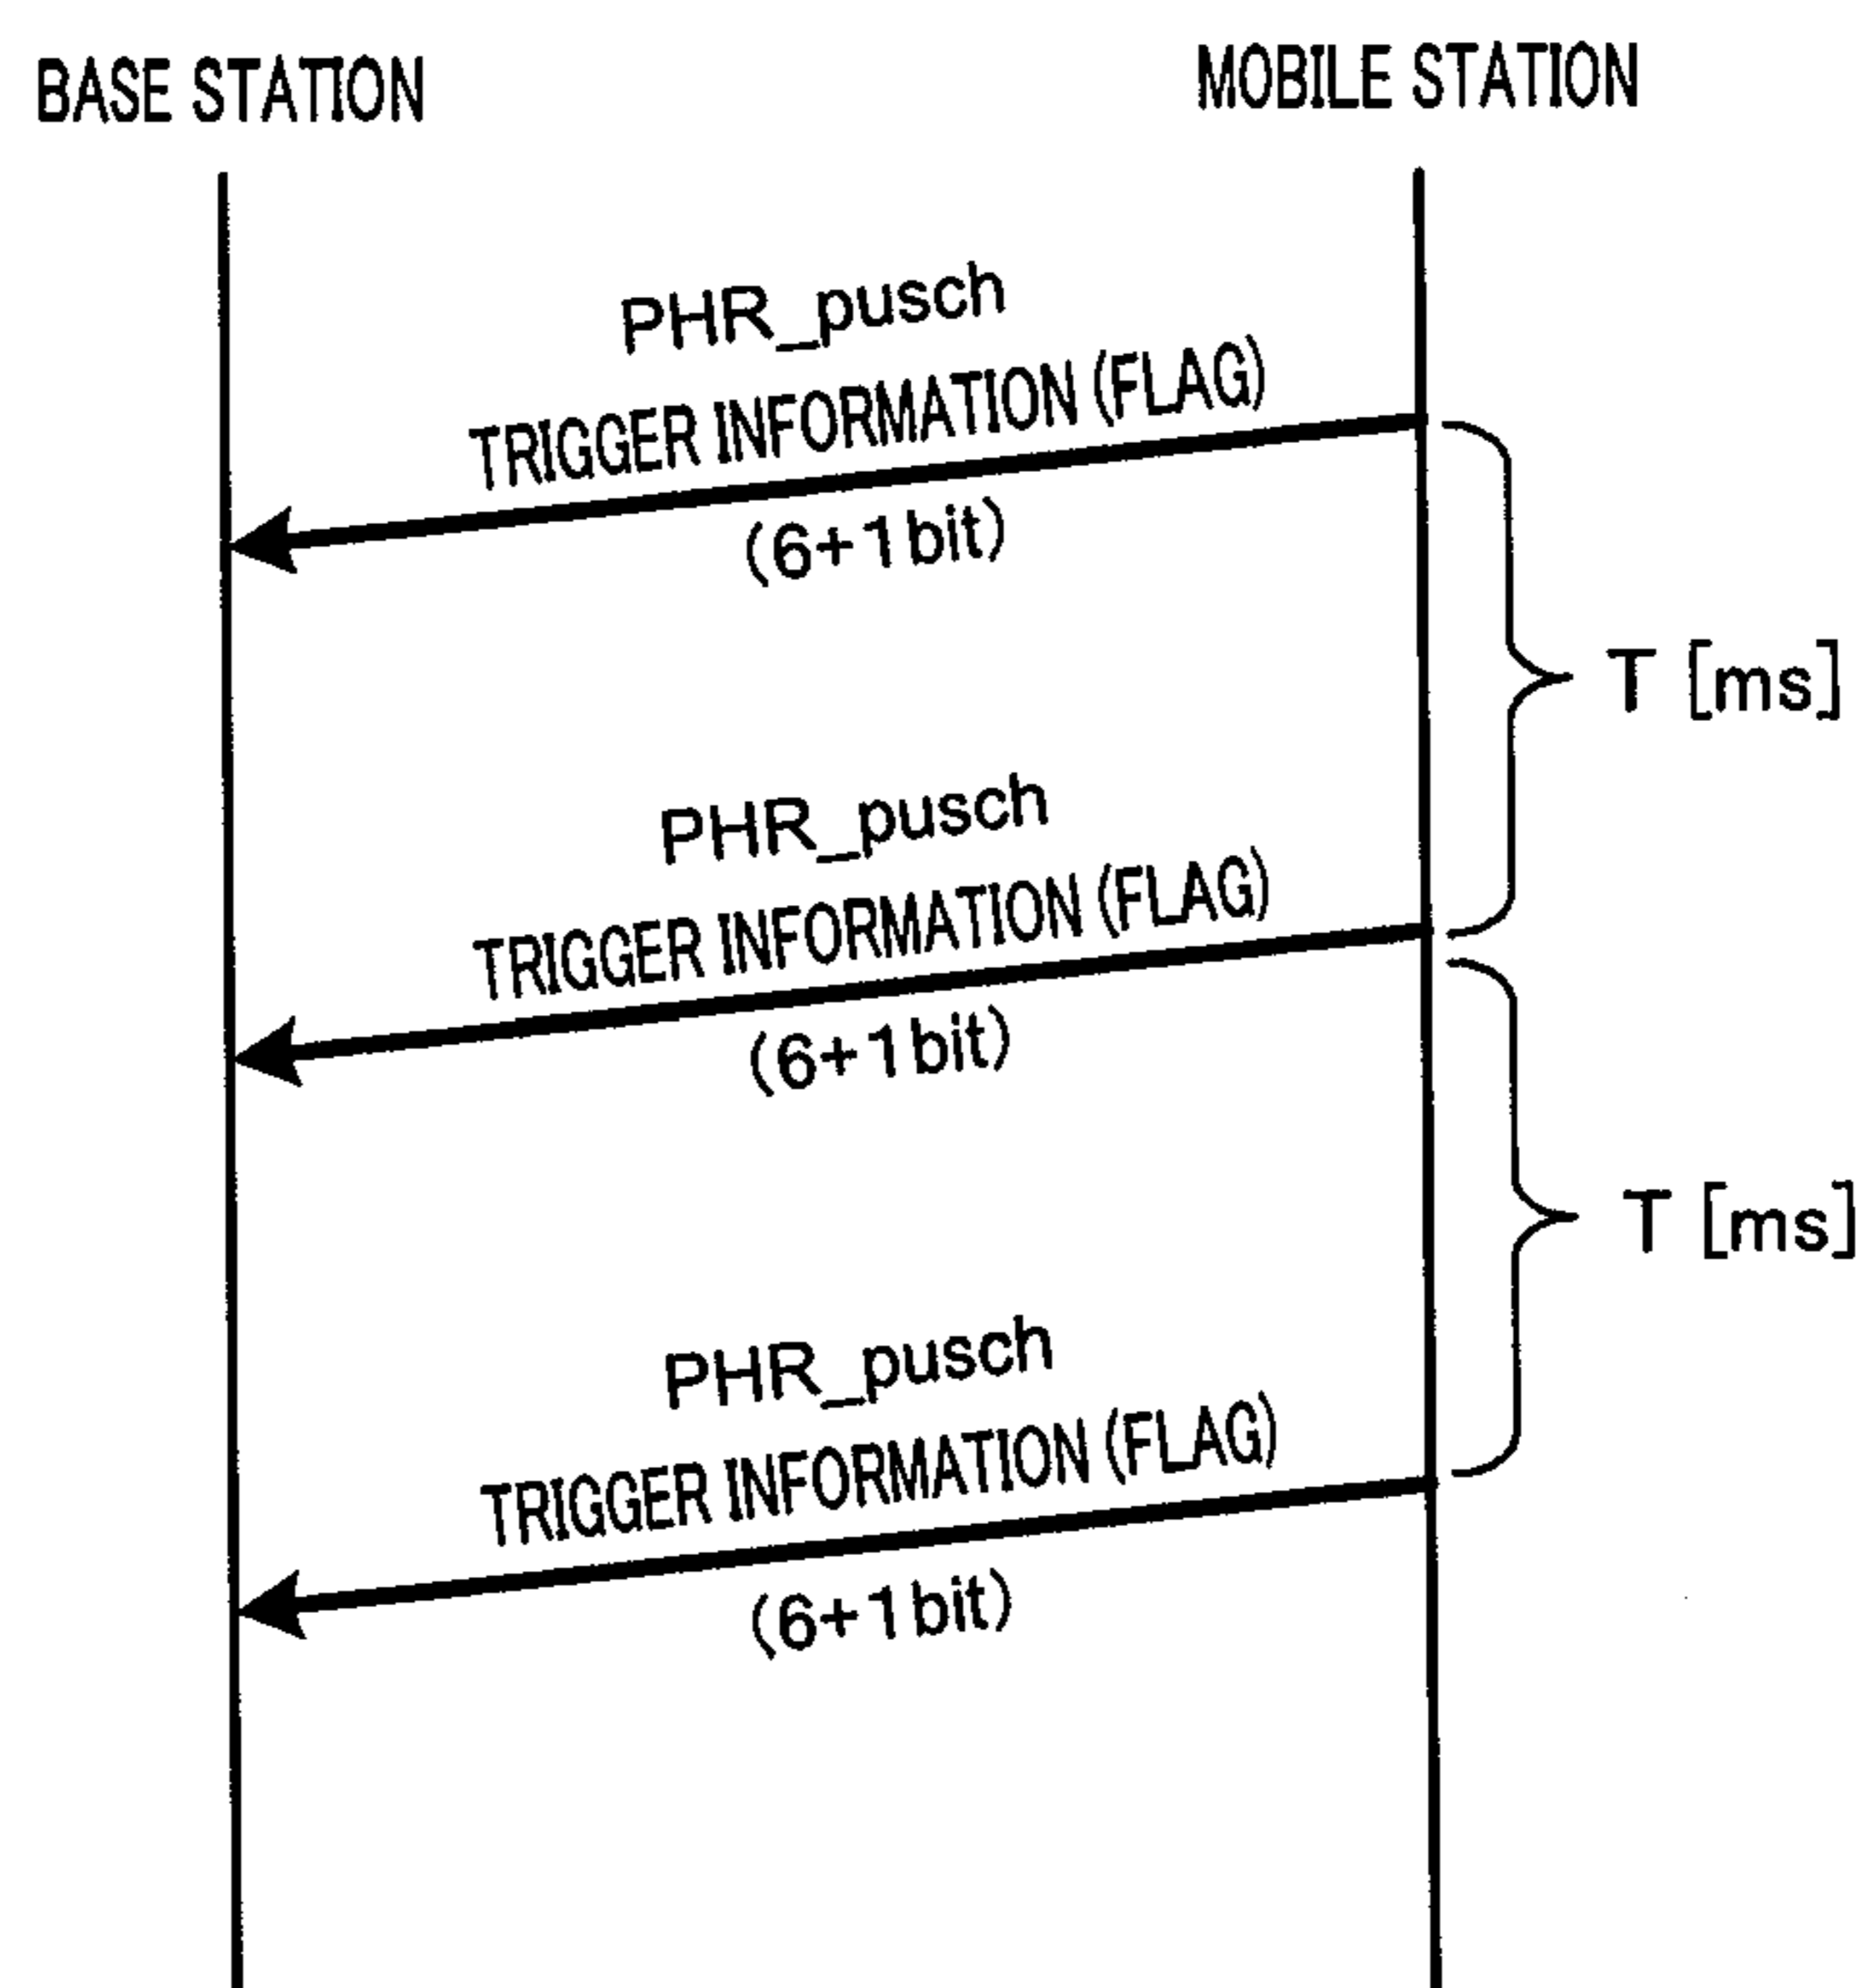 BASE STATION
MOBILE STATION
PHR_pusch
TRIGGER INFORMATION (FLAG)
(6+1bit)
T [ms]
PHR_pusch
TRIGGER INFORMATION (FLAG)
(6+1bit)
T [ms]
PHR_pusch
TRIGGER INFORMATION (FLAG)
(6+1bit)